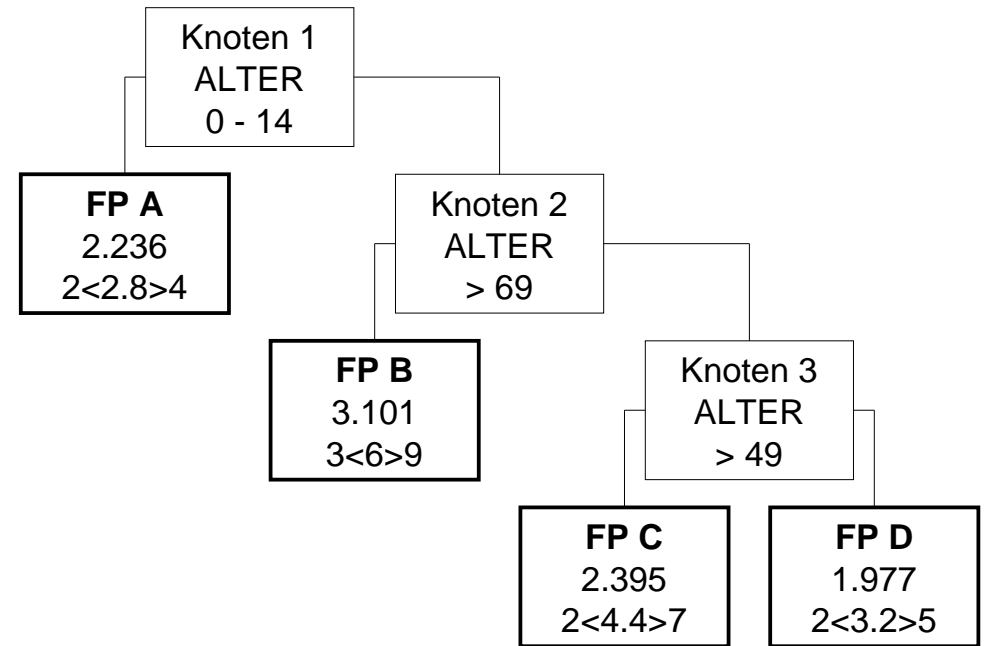 Knoten 1
ALTER
0 - 14
FP A
2.236
2<2.8>4
Knoten 2
ALTER
> 69
FP B
3.101
3<6>9
Knoten 3
ALTER
> 49
FP C
2.395
2<4.4>7
FP D
1.977
2<3.2>5